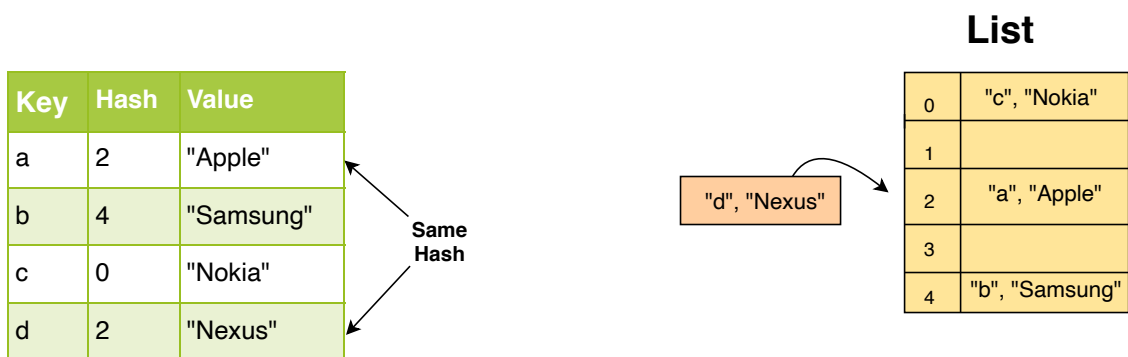 List
Key Hash Value
a 2 "Apple"
b 4 "Samsung"
c 0 "Nokia"
d 2 "Nexus"
Same
Hash
"d", "Nexus"
0 "c", "Nokia"
1
2 "a", "Apple"
3
4 "b", "Samsung"